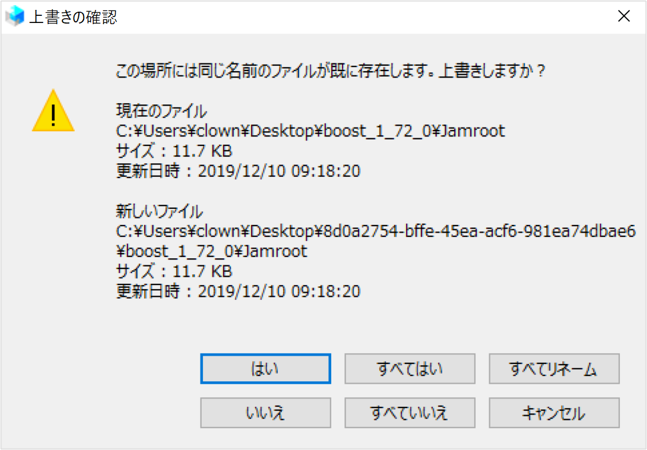 上書きの確認
この場所には同じ名前のファイルが既に存在します。上書きしますか？
現在のファイル
C:¥Users¥clown¥Desktop¥boost_1_72_0¥Jamroot
サイズ : 11.7 KB
更新日時 : 2019/12/10 09:18:20
新しいファイル
C:¥Users¥clown¥Desktop¥8d0a2754-bffe-45ea-acf6-981ea74dbae6
¥boost_1_72_0¥Jamroot
サイズ : 11.7 KB
更新日時 : 2019/12/10 09:18:20
はい
すべてはい
すべてリネーム
いいえ
すべていいえ
キャンセル